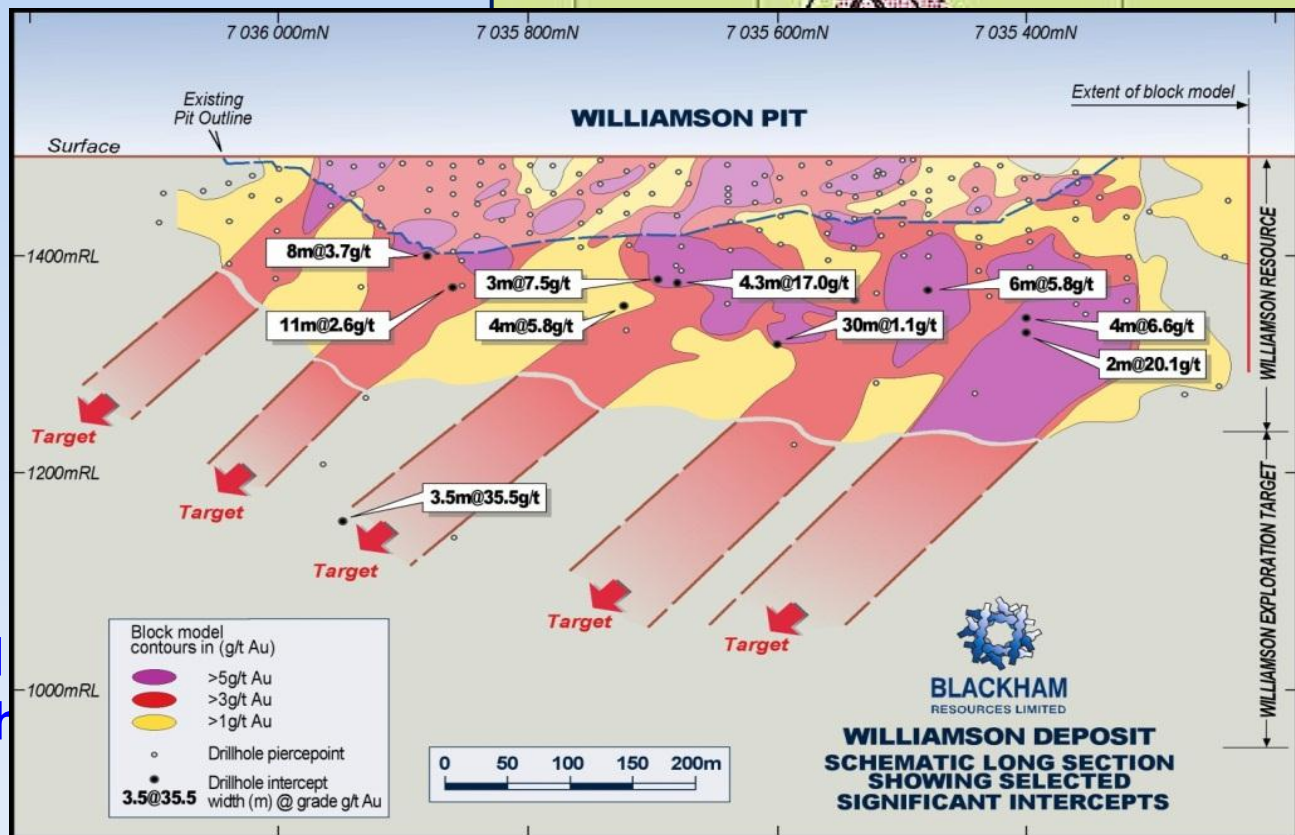 7 036 000mN
7 035 800mN
7 035 600mN
7 035 400mN
Existing
Pit Outline
WILLIAMSON PIT
Extent of block model
Surface
1400mRL
8m@3.7g/t
3m@7.5g/t
4.3m@17.0g/t
6m@5.8g/t
11m@2.6g/t
4m@5.8g/t
30m@1.1g/t
4m@6.6g/t
2m@20.1g/t
WILLIAMSON RESOURCE
Target
1200mRL
Target
3.5m@35.5g/t
Target
Target
Target
WILLIAMSON EXPLORATION TARGET
1000mRL
Block model
contours in (g/t Au)
>5g/t Au
>3g/t Au
>1g/t Au
Drillhole piercepoint
Drillhole intercept
3.5@35.5 width (m) @ grade g/t Au
0 50 100 150 200m
BLACKHAM
RESOURCES LIMITED
WILLIAMSON DEPOSIT
SCHEMATIC LONG SECTION
SHOWING SELECTED
SIGNIFICANT INTERCEPTS